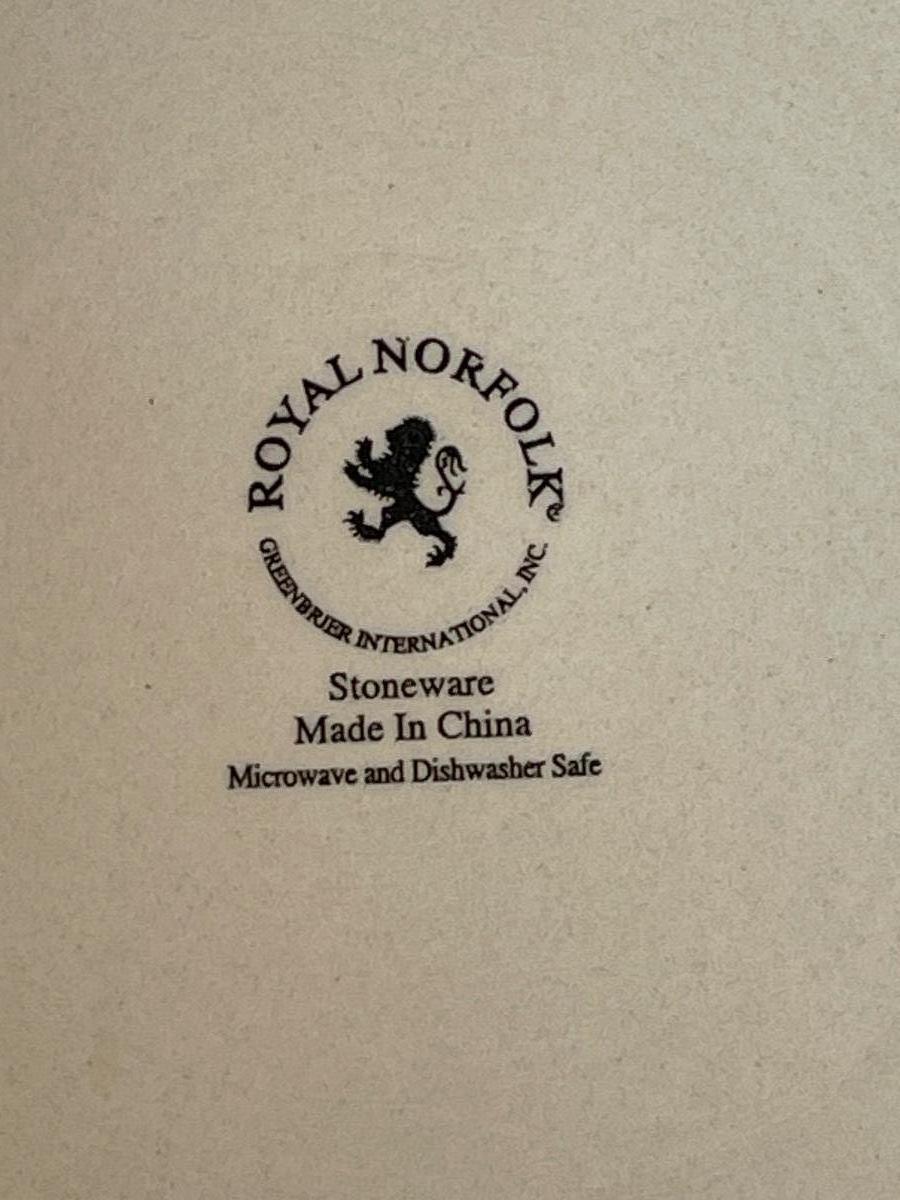 ROYAL NORFOLK
GREENBRIER INTERNATIONAL, INC.
Stoneware
Made In China
Microwave and Dishwasher Safe